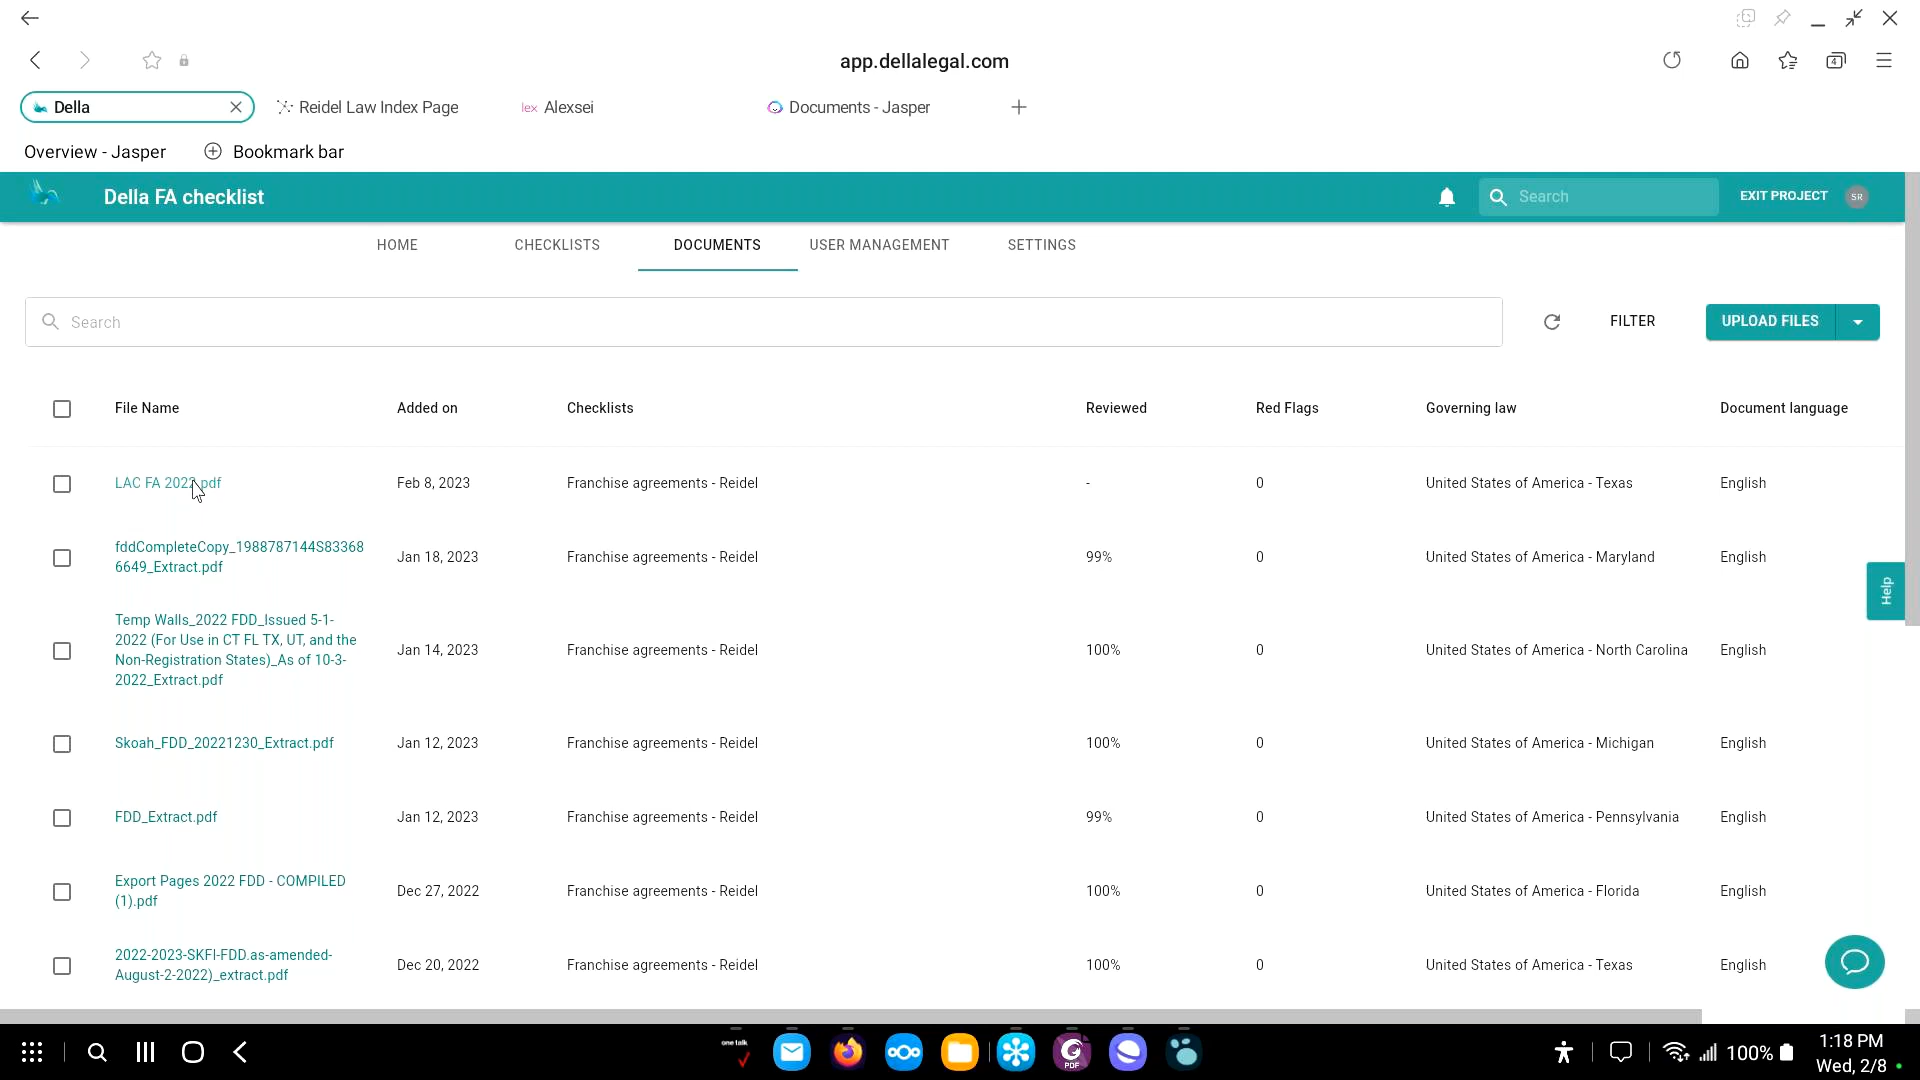 app.dellalegal.com
4
Della
Reidel Law Index Page
lex Alexsei
Documents - Jasper
Overview - Jasper
Bookmark bar
Della FA checklist
Search
EXIT PROJECT
SR
HOME
CHECKLISTS
DOCUMENTS
USER MANAGEMENT
SETTINGS
Search
FILTER
UPLOAD FILES
File Name Added on Checklists Reviewed Red Flags Governing law Document language
LAC FA 2022.pdf Feb 8, 2023 Franchise agreements - Reidel - 0 United States of America - Texas English
fddCompleteCopy_1988787144S83368
6649_Extract.pdf
Jan 18, 2023 Franchise agreements - Reidel 99% 0 United States of America - Maryland English
Help
Temp Walls_2022 FDD_Issued 5-1-
2022 (For Use in CT FL TX, UT, and the
Non-Registration States)_As of 10-3-
2022_Extract.pdf
Jan 14, 2023 Franchise agreements - Reidel 100% 0 United States of America - North Carolina English
Skoah_FDD_20221230_Extract.pdf Jan 12, 2023 Franchise agreements - Reidel 100% 0 United States of America - Michigan English
FDD_Extract.pdf Jan 12, 2023 Franchise agreements - Reidel 99% 0 United States of America - Pennsylvania English
Export Pages 2022 FDD - COMPILED
(1).pdf
Dec 27, 2022 Franchise agreements - Reidel 100% 0 United States of America - Florida English
2022-2023-SKFI-FDD.as-amended-
August-2-2022)_extract.pdf
Dec 20, 2022 Franchise agreements - Reidel 100% 0 United States of America - Texas English
one talk
PDF
100%
1:18 PM
Wed, 2/8